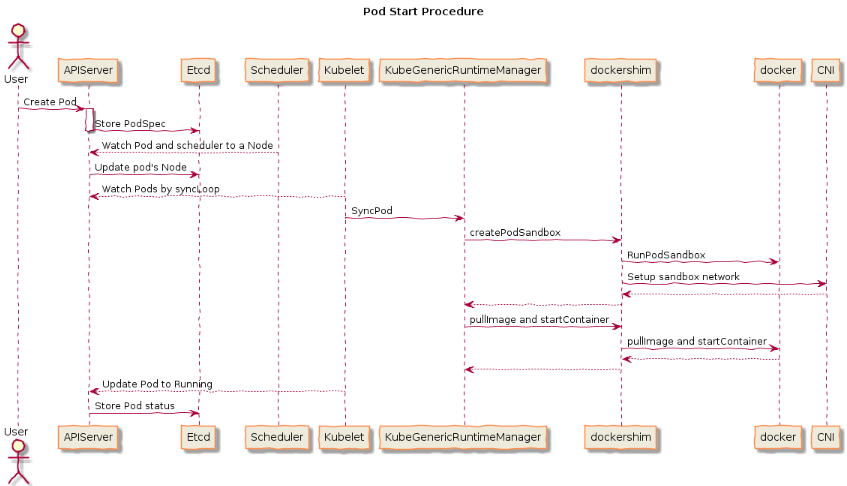 Pod Start Procedure
User
APIServer
Etcd
Scheduler
Kubelet
KubeGenericRuntimeManager
dockershim
docker
CNI
Create Pod
Store PodSpec
Watch Pod and scheduler to a Node
Update pod's Node
Watch Pods by syncLoop
SyncPod
createPodSandbox
RunPodSandbox
Setup sandbox network
pullImage and startContainer
pullImage and startContainer
Update Pod to Running
Store Pod status
User
APIServer
Etcd
Scheduler
Kubelet
KubeGenericRuntimeManager
dockershim
docker
CNI